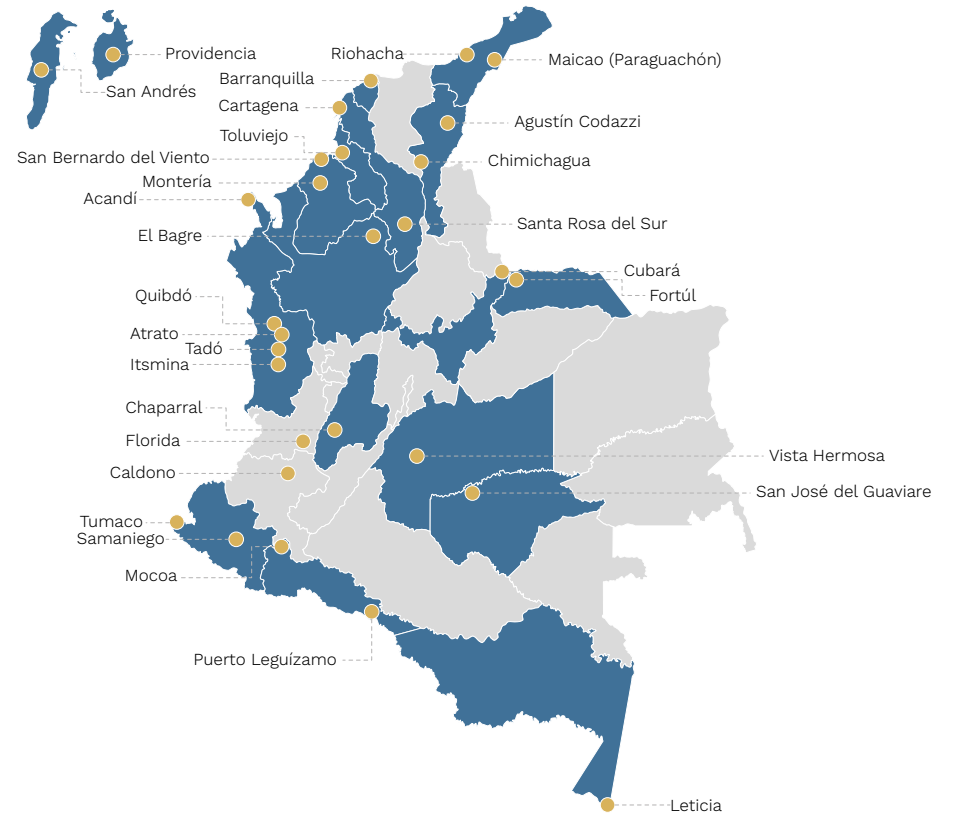 Providencia
San Andrés
Riohacha
Maicao (Paraguachón)
Barranquilla
Cartagena
Agustín Codazzi
Toluviejo
San Bernardo del Viento
Chimichagua
Montería
Acandí
Santa Rosa del Sur
El Bagre
Cubará
Fortúl
Quibdó
Atrato
Tadó
Itsmina
Chaparral
Florida
Vista Hermosa
Caldono
San José del Guaviare
Tumaco
Samaniego
Mocoa
Puerto Leguízamo
Leticia